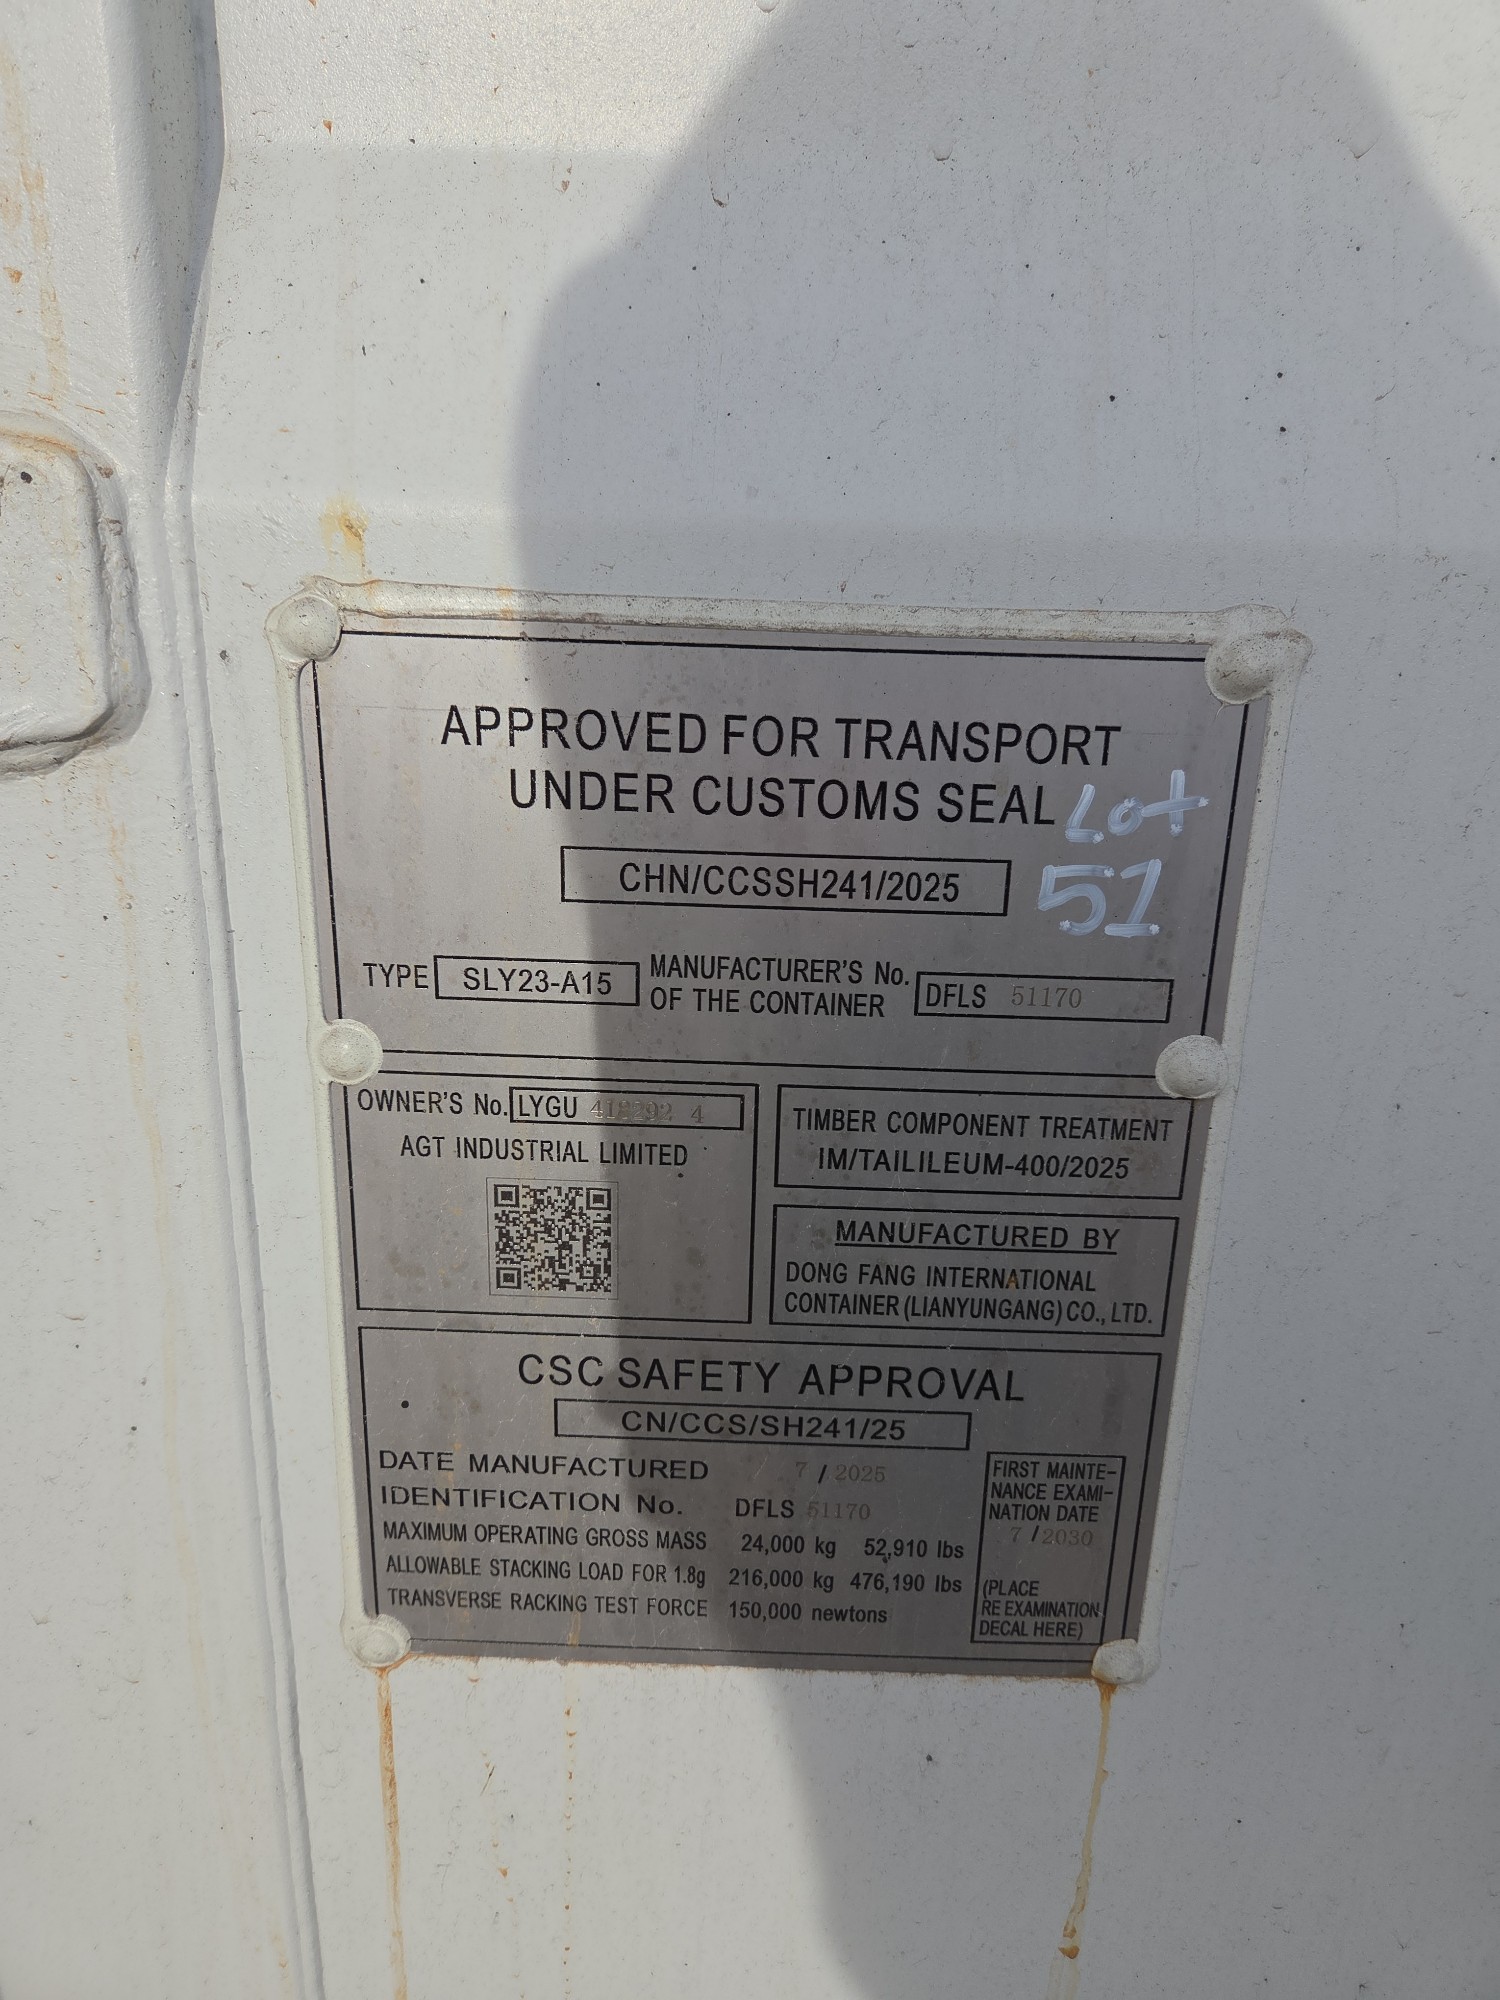 APPROVED FOR TRANSPORT
UNDER CUSTOMS SEAL
Lot
51
CHN/CCSSH241/2025
TYPE SLY23-A15
MANUFACTURER'S No.
OF THE CONTAINER
DFLS 51170
OWNER'S No. LYGU 4
AGT INDUSTRIAL LIMITED
TIMBER COMPONENT TREATMENT
IM/TAILILEUM-400/2025
MANUFACTURED BY
DONG FANG INTERNATIONAL
CONTAINER (LIANYUNGANG) CO., LTD.
CSC SAFETY APPROVAL
CN/CCS/SH241/25
DATE MANUFACTURED 7 / 2025
IDENTIFICATION No. DFLS 51170
MAXIMUM OPERATING GROSS MASS 24,000 kg 52,910 lbs
ALLOWABLE STACKING LOAD FOR 1.8g 216,000 kg 476,190 lbs
TRANSVERSE RACKING TEST FORCE 150,000 newtons
FIRST MAINTE-
NANCE EXAMI-
NATION DATE
7 / 2030
(PLACE
RE EXAMINATION
DECAL HERE)